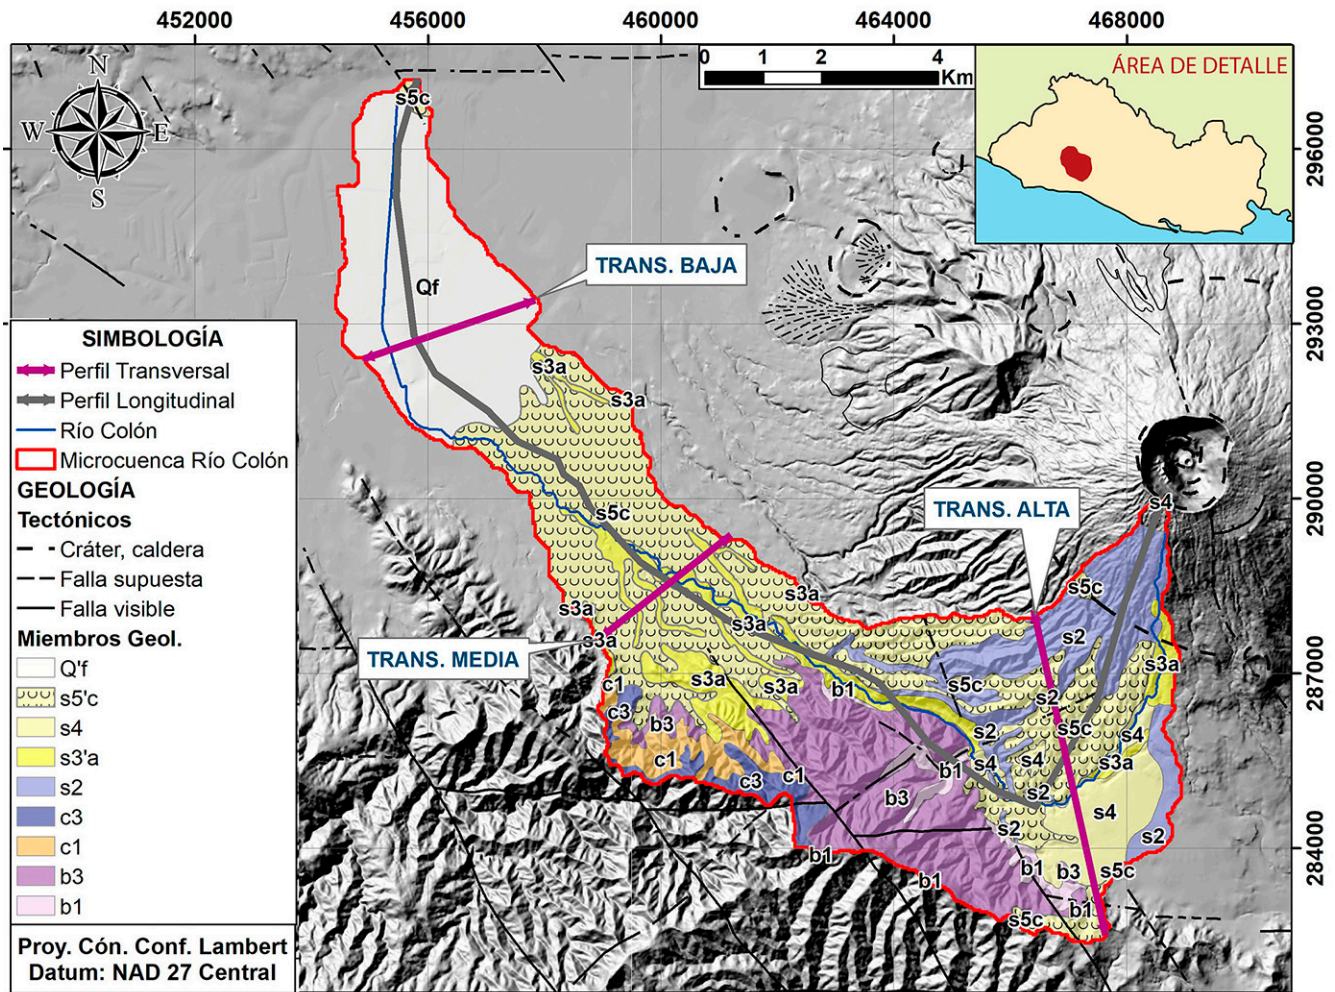 452000
456000
460000
464000
468000
N
W
E
S
0
1
2
4
Km
ÁREA DE DETALLE
296000
293000
290000
287000
284000
s5c
Qf
TRANS. BAJA
SIMBOLOGÍA
Perfil Transversal
Perfil Longitudinal
Río Colón
Microcuenca Río Colón
GEOLOGÍA
Tectónicos
Cráter, caldera
Falla supuesta
Falla visible
Miembros Geol.
Q'f
s5'c
s4
s3'a
s2
c3
c1
b3
b1
Proy. Cón. Conf. Lambert
Datum: NAD 27 Central
s3a
s3a
s5c
TRANS. ALTA
s4
s5c
s3a
s3a
s3a
s3a
s2
TRANS. MEDIA
s3a
c1
s3a
s3a
b1
s5c
s2
c3
b3
s5c
s2
s4
c1
c3
c1
b1
s4
s4
s3a
b3
s2
s4
s2
s2
b1
b1
b1
b3
s5c
b1
s5c